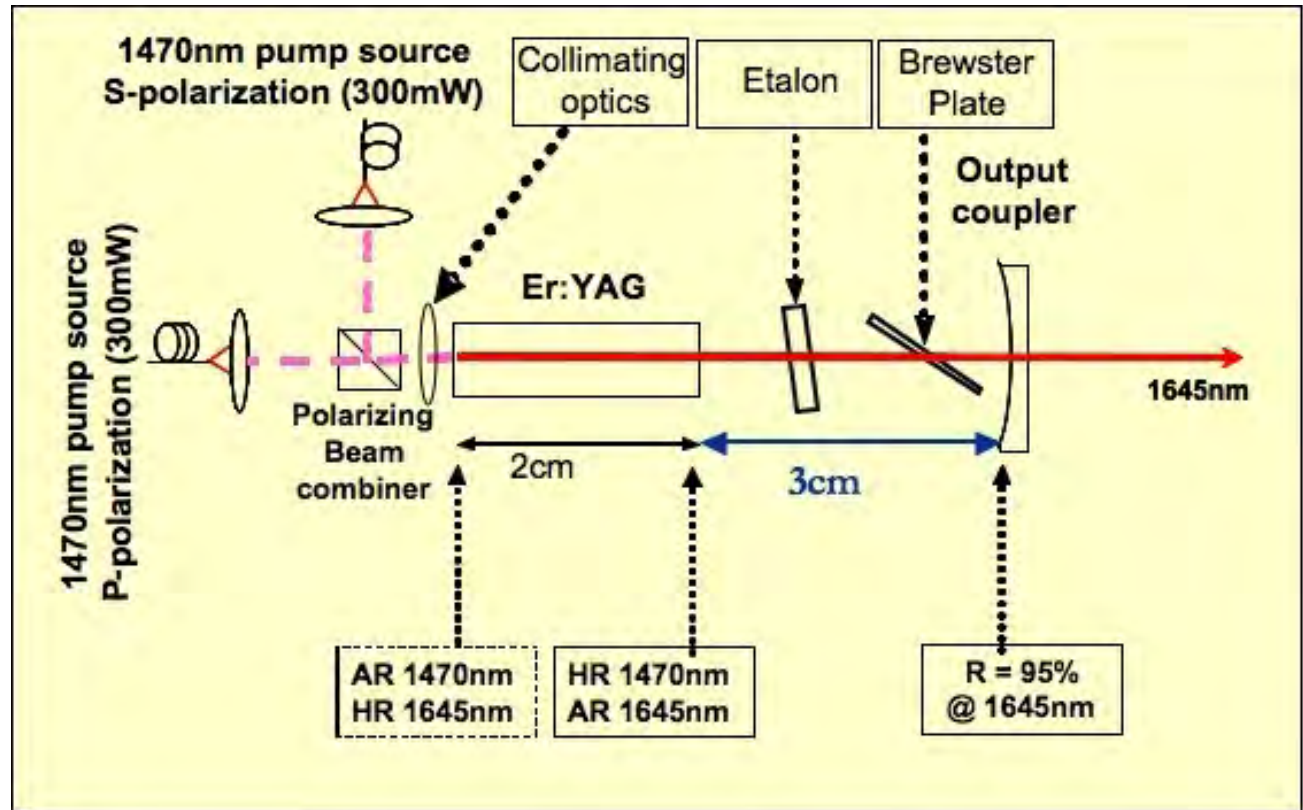 1470nm pump source
S-polarization (300mW)
Collimating
optics
Etalon
Brewster
Plate
Output
coupler
1470nm pump source
P-polarization (300mW)
Er:YAG
1645nm
Polarizing
Beam
combiner
2cm
3cm
AR 1470nm
HR 1645nm
HR 1470nm
AR 1645nm
R = 95%
@ 1645nm